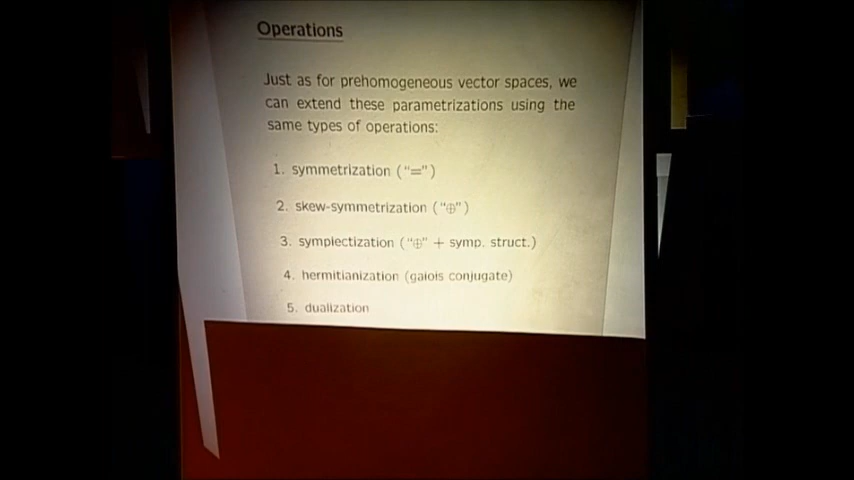 Operations
Just as for prehomogeneous vector spaces, we
can extend these parametrizations using the
same types of operations:
1. symmetrization ("=")
2. skew-symmetrization ("⊕")
3. symplectization ("⊕" + symp. struct.)
4. hermitianization (galois conjugate)
5. dualization